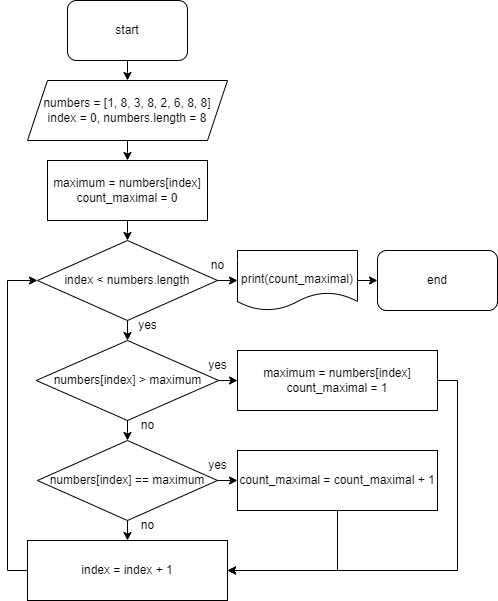 start
numbers = [1, 8, 3, 8, 2, 6, 8, 8]
index = 0, numbers.length = 8
maximum = numbers[index]
count_maximal = 0
index < numbers.length
no
print(count_maximal)
end
yes
numbers[index] > maximum
yes
maximum = numbers[index]
count_maximal = 1
no
numbers[index] == maximum
yes
count_maximal = count_maximal + 1
no
index = index + 1